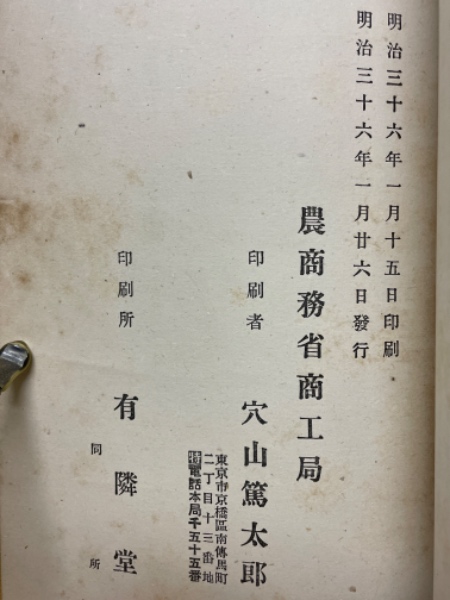 明治三十六年一月十五日印刷
明治三十六年一月廿六日發行
農商務省商工局
印刷者 穴山篤太郎
東京市京橋區南傳馬町
二丁目十三番地
特電話本局千五十五番
印刷所 有隣堂
同所